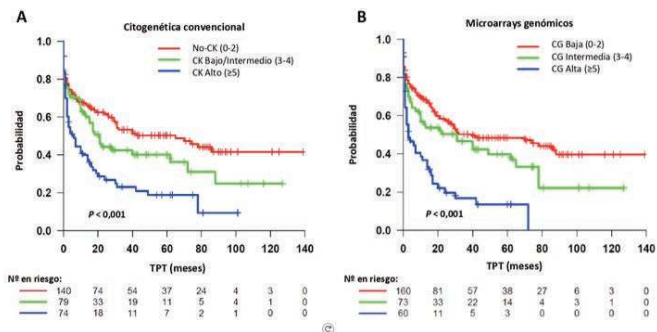 A
Citogenética convencional
No-CK (0-2)
CK Bajo/Intermedio (3-4)
CK Alto (≥5)
Probabilidad
1.0
0.8
0.6
0.4
0.2
0.0
P < 0,001
0 20 40 60 80 100 120 140
TPT (meses)
Nº en riesgo:
140 74 54 37 24 4 3 0
79 33 19 11 5 4 1 0
74 18 11 7 2 1 0 0
B
Microarrays genómicos
CG Baja (0-2)
CG Intermedia (3-4)
CG Alta (≥5)
Probabilidad
1.0
0.8
0.6
0.4
0.2
0.0
P < 0,001
0 20 40 60 80 100 120 140
TPT (meses)
Nº en riesgo:
160 81 57 38 27 6 3 0
73 33 22 14 4 3 1 0
60 11 5 3 0 0 0 0